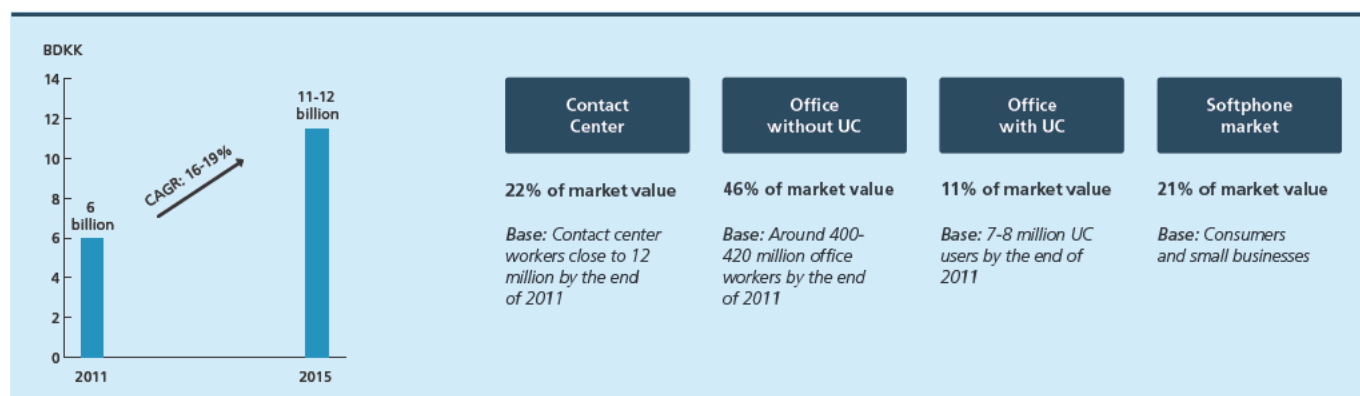 BDKK
14
12
10
8
6
4
2
0
6
billion
CAGR: 16-19%
11-12
billion
2011
2015
Contact
Center
22% of market value
Base: Contact center
workers close to 12
million by the end
of 2011
Office
without UC
46% of market value
Base: Around 400-
420 million office
workers by the end
of 2011
Office
with UC
11% of market value
Base: 7-8 million UC
users by the end of
2011
Softphone
market
21% of market value
Base: Consumers
and small businesses